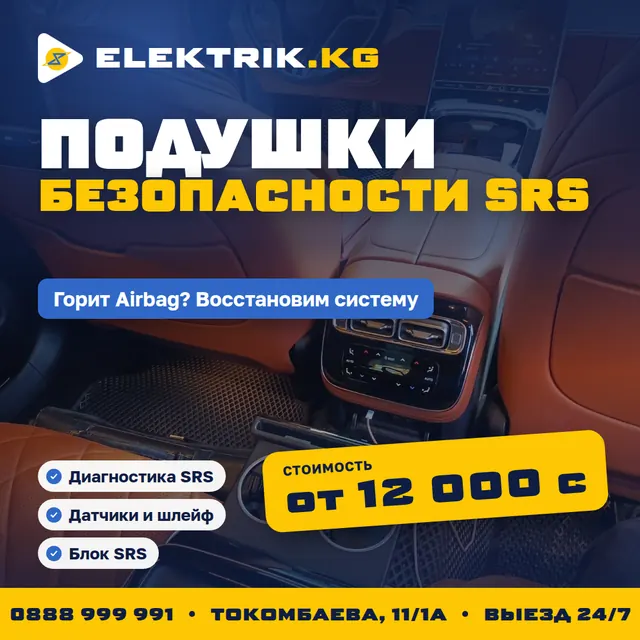 ELEKTRIK.KG
ПОДУШКИ
БЕЗОПАСНОСТИ SRS
Горит Airbag? Восстановим систему
Диагностика SRS
Датчики и шлейф
Блок SRS
СТОИМОСТЬ
от 12 000 с
0888 999 991 • ТОКОМБАЕВА, 11/1А • ВЫЕЗД 24/7